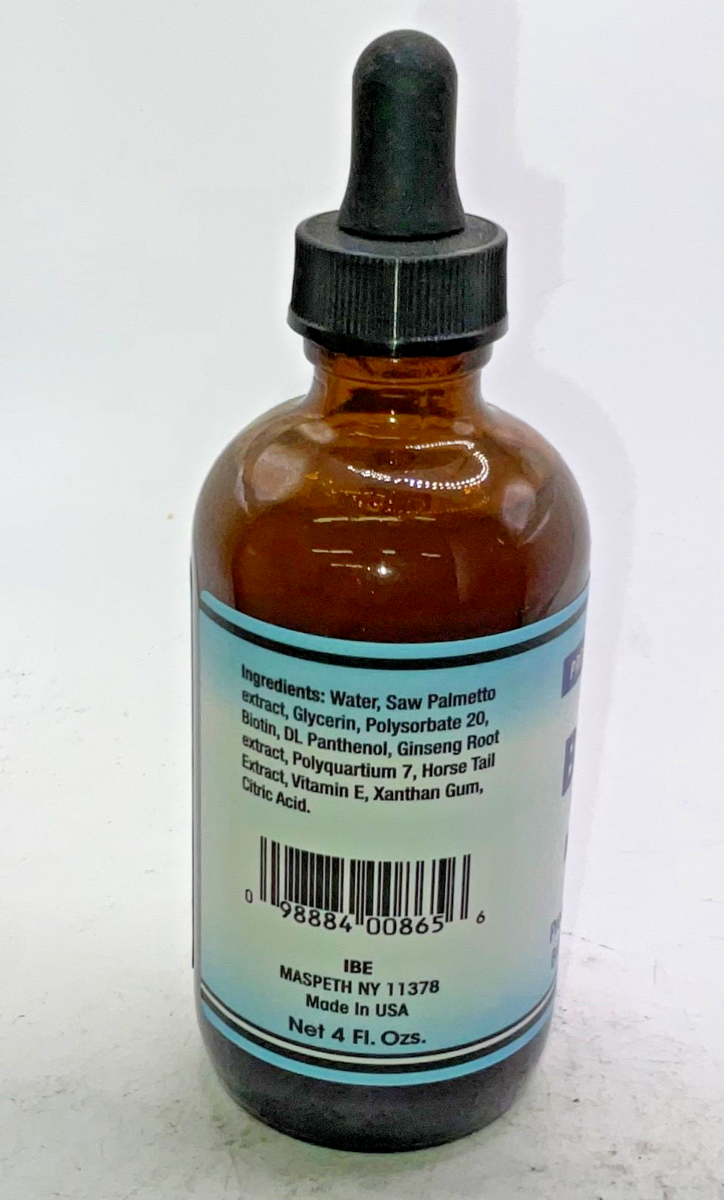 Ingredients: Water, Saw Palmetto
extract, Glycerin, Polysorbate 20,
Biotin, DL Panthenol, Ginseng Root
extract, Polyquartium 7, Horse Tail
Extract, Vitamin E, Xanthan Gum,
Citric Acid.
0 98884 00865 6
IBE
MASPETH NY 11378
Made In USA
Net 4 Fl. Ozs.